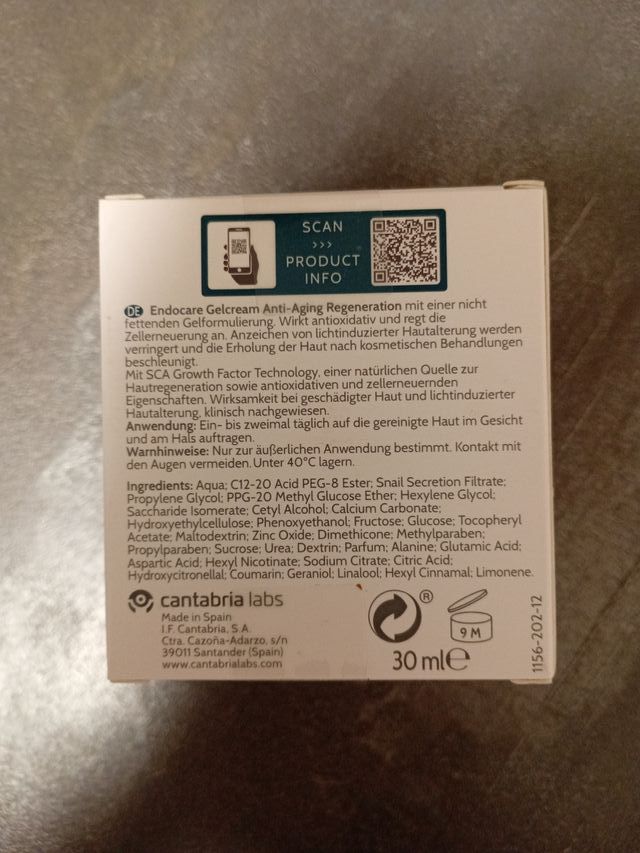 SCAN
>>>
PRODUCT
INFO
DE Endocare Gelcream Anti-Aging Regeneration mit einer nicht
fettenden Gelformulierung. Wirkt antioxidativ und regt die
Zellerneuerung an. Anzeichen von lichtinduzierter Hautalterung werden
verringert und die Erholung der Haut nach kosmetischen Behandlungen
beschleunigt.
Mit SCA Growth Factor Technology, einer natürlichen Quelle zur
Hautregeneration sowie antioxidativen und zellerneuernden
Eigenschaften. Wirksamkeit bei geschädigter Haut und lichtinduzierter
Hautalterung, klinisch nachgewiesen.
Anwendung: Ein- bis zweimal täglich auf die gereinigte Haut im Gesicht
und am Hals auftragen.
Warnhinweise: Nur zur äußerlichen Anwendung bestimmt. Kontakt mit
den Augen vermeiden. Unter 40°C lagern.
Ingredients: Aqua; C12-20 Acid PEG-8 Ester; Snail Secretion Filtrate;
Propylene Glycol; PPG-20 Methyl Glucose Ether; Hexylene Glycol;
Saccharide Isomerate; Cetyl Alcohol; Calcium Carbonate;
Hydroxyethylcellulose; Phenoxyethanol; Fructose; Glucose; Tocopheryl
Acetate; Maltodextrin; Zinc Oxide; Dimethicone; Methylparaben;
Propylparaben; Sucrose; Urea; Dextrin; Parfum; Alanine; Glutamic Acid;
Aspartic Acid; Hexyl Nicotinate; Sodium Citrate; Citric Acid;
Hydroxycitronellal; Coumarin; Geraniol; Linalool; Hexyl Cinnamal; Limonene.
cantabria labs
Made in Spain
I.F. Cantabria, S.A.
Ctra. Cazoña-Adarzo, s/n
39011 Santander (Spain)
www.cantabrialabs.com
®
9 M
30 ml℮
1156-202-12